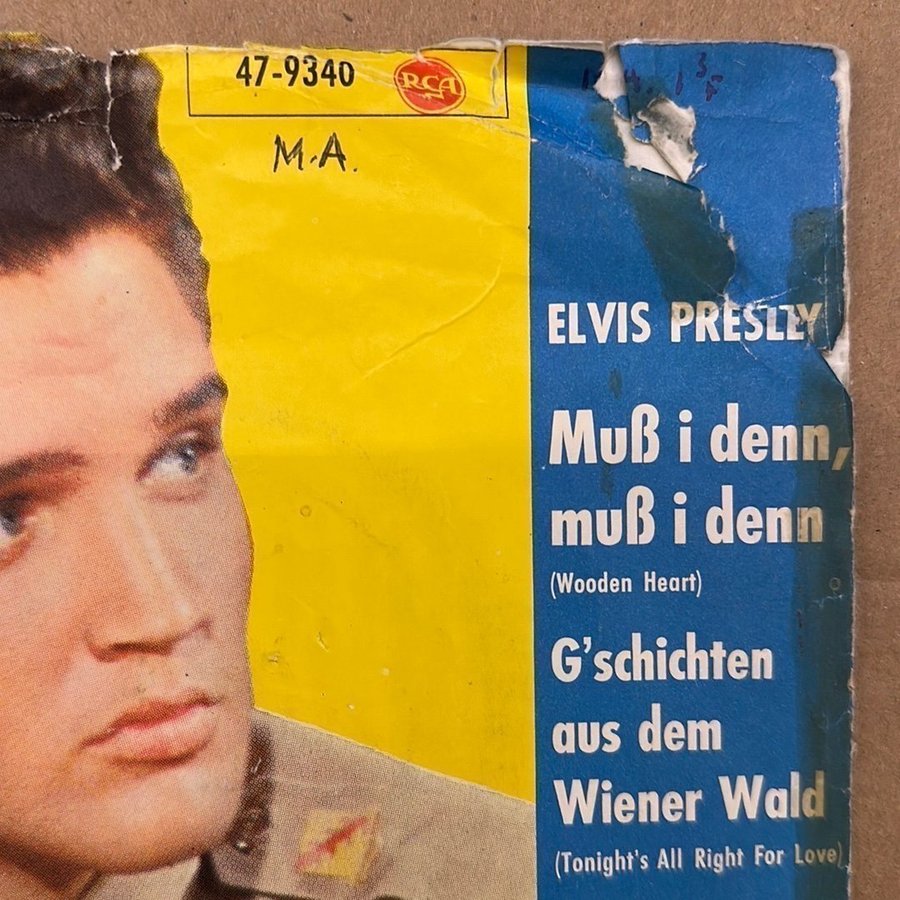 47-9340 RCA
M.A.
ELVIS PRESLEY
Muß i denn,
muß i denn
(Wooden Heart)
G'schichten
aus dem
Wiener Wald
(Tonight's All Right For Love)